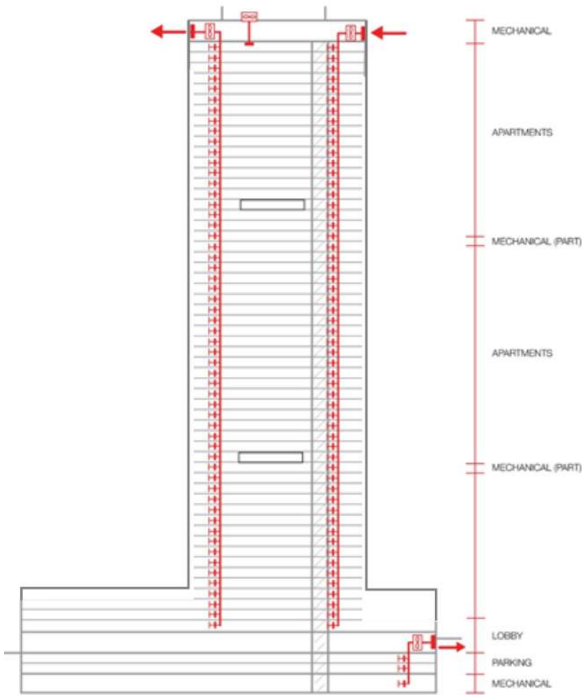 MECHANICAL
APARTMENTS
MECHANICAL (PART)
APARTMENTS
MECHANICAL (PART)
LOBBY
PARKING
MECHANICAL